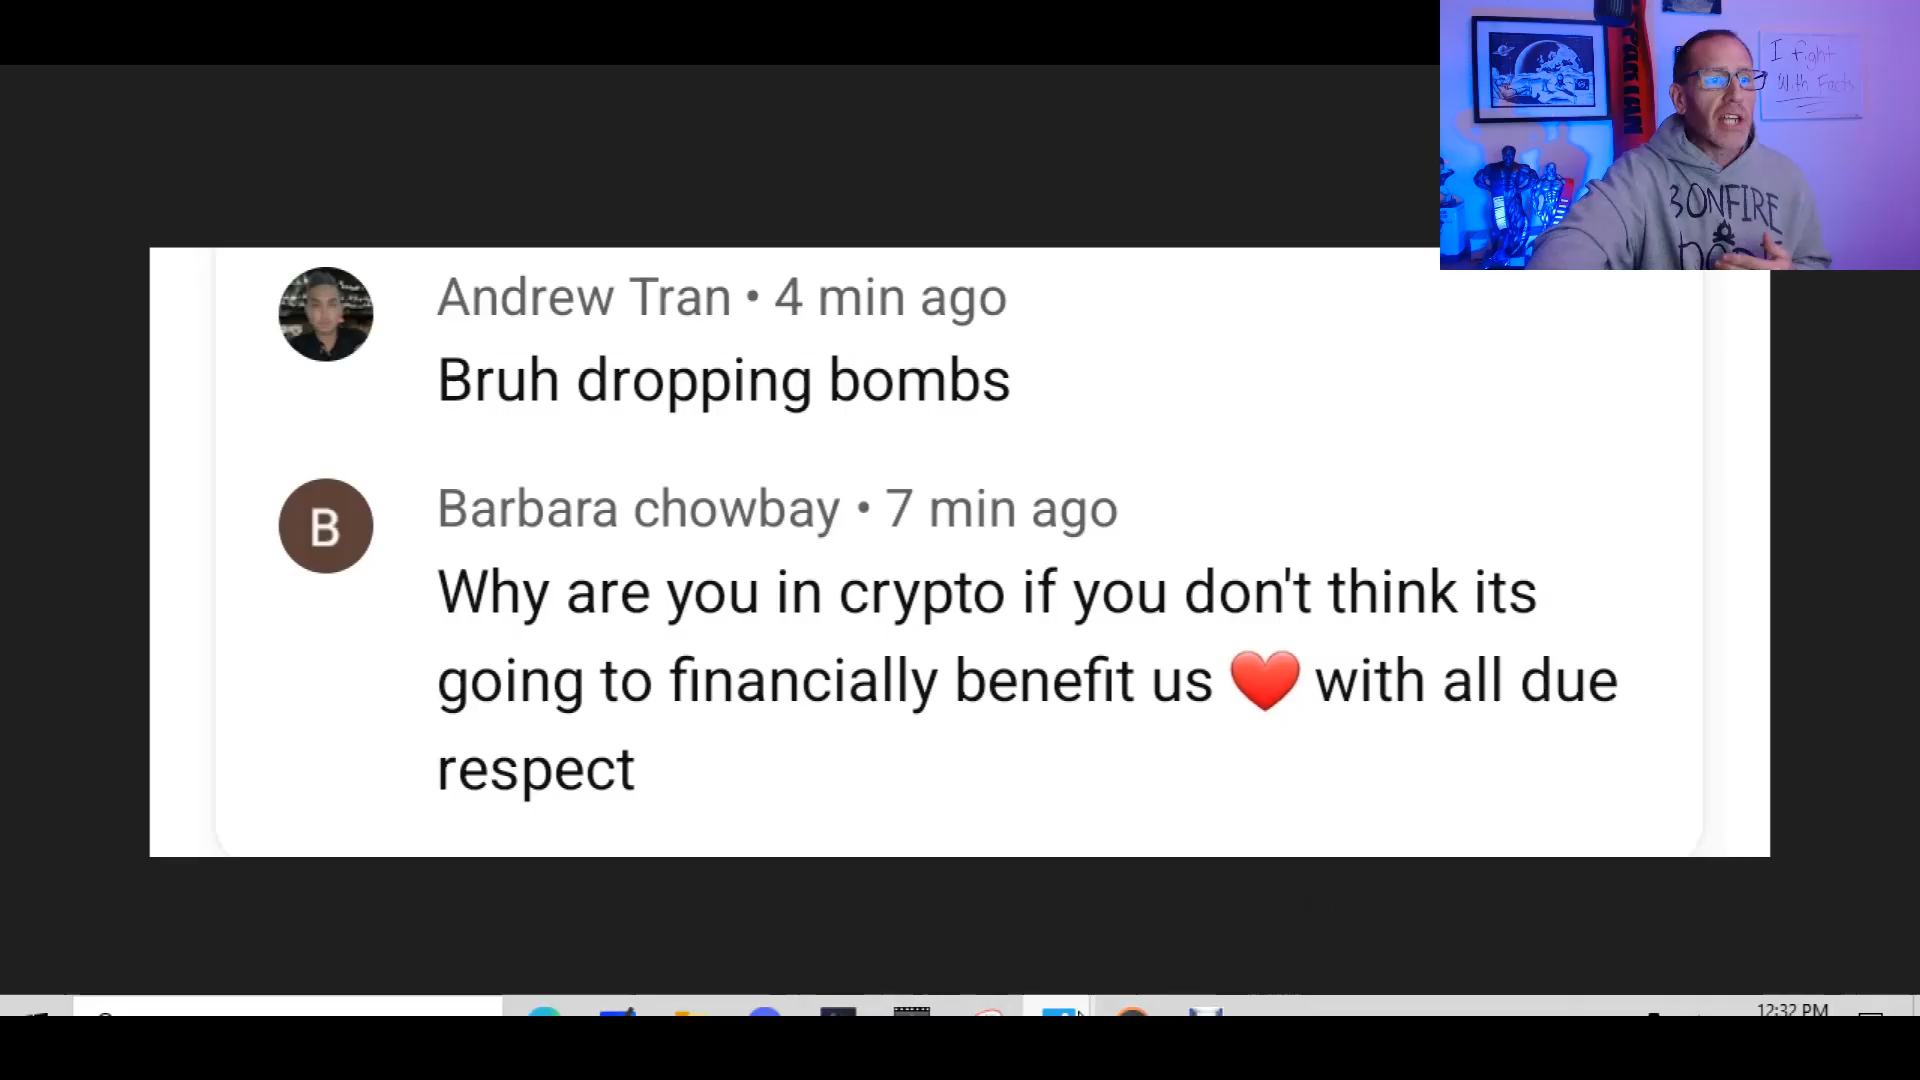 Andrew Tran • 4 min ago
Bruh dropping bombs
B
Barbara chowbay • 7 min ago
Why are you in crypto if you don't think its
going to financially benefit us ❤️ with all due
respect
I fight
With Facts
SPARTAN
BONFIRE
12:32 PM